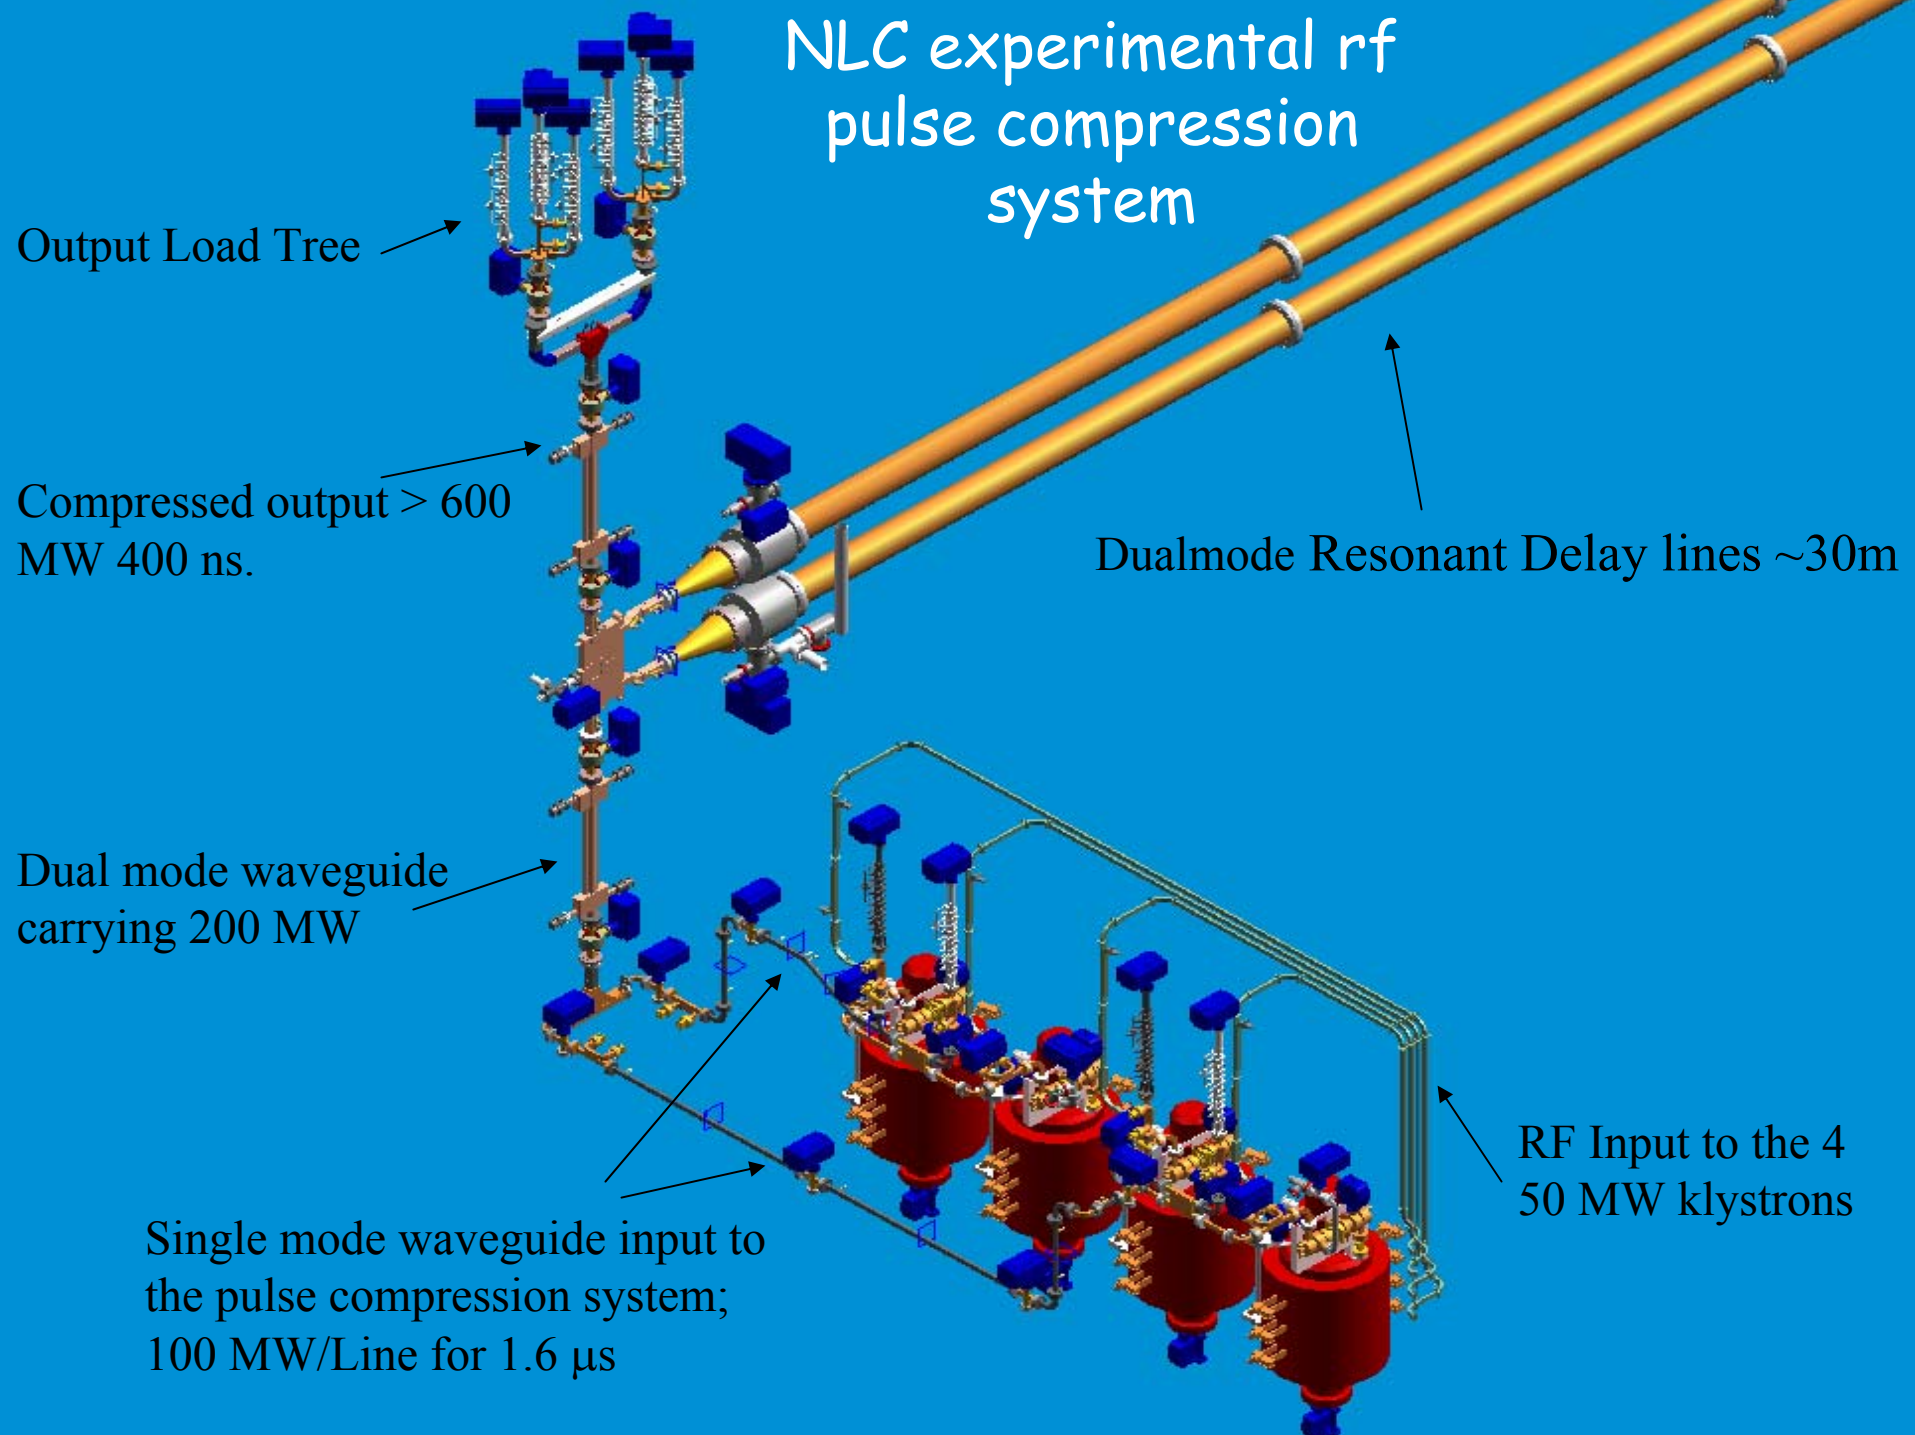 NLC experimental rf
pulse compression
system
Output Load Tree
Compressed output > 600
MW 400 ns.
Dualmode Resonant Delay lines ~30m
Dual mode waveguide
carrying 200 MW
RF Input to the 4
50 MW klystrons
Single mode waveguide input to
the pulse compression system;
100 MW/Line for 1.6 μs